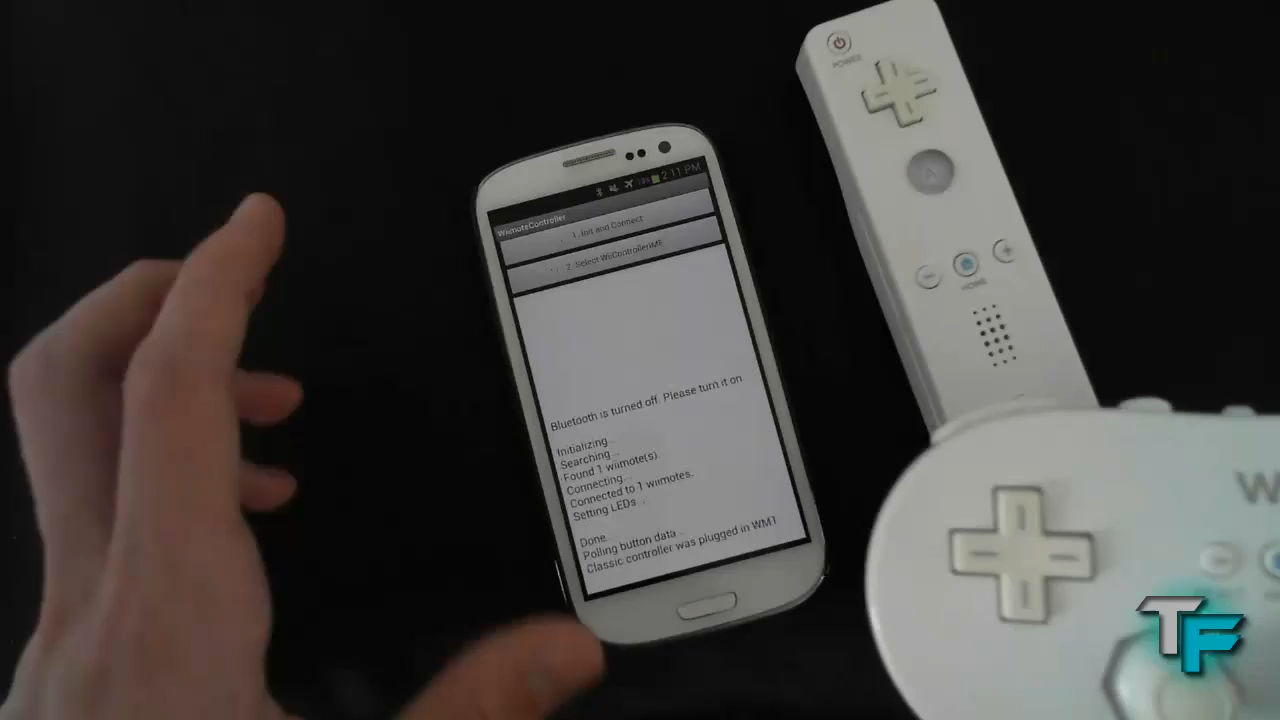 POWER
A
2:11 PM
WiimoteController
1. Init and Connect
2. Select WiiControllerIME
HOME
Bluetooth is turned off. Please turn it on
Initializing...
Searching...
Found 1 wiimote(s)
Connecting...
Connected to 1 wiimotes.
Setting LEDs...
Done.
Polling button data...
Classic controller was plugged in WM1
W
TF